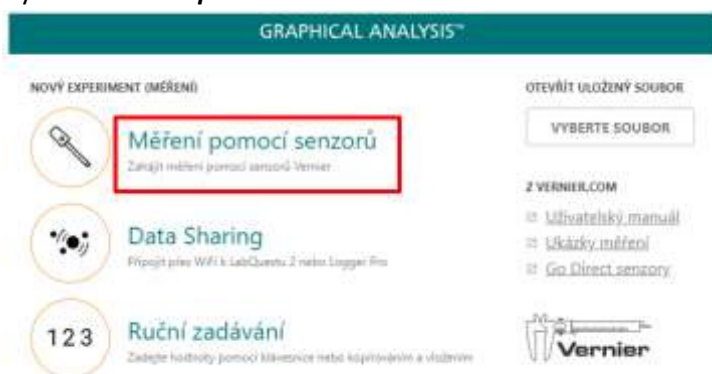 GRAPHICAL ANALYSIS™
NOVÝ EXPERIMENT (MĚŘENÍ)
Měření pomocí senzorů
Zahájit měření pomocí senzorů Vernier
Data Sharing
Připojit přes WiFi k LabQuestu 2 nebo Logger Pro
123
Ruční zadávání
Zadejte hodnoty pomocí klávesnice nebo kopírováním a vložením
OTEVŘÍT ULOŽENÝ SOUBOR
VYBERTE SOUBOR
Z VERNIER.COM
Uživatelský manuál
Ukázky měření
Go Direct senzory
Vernier